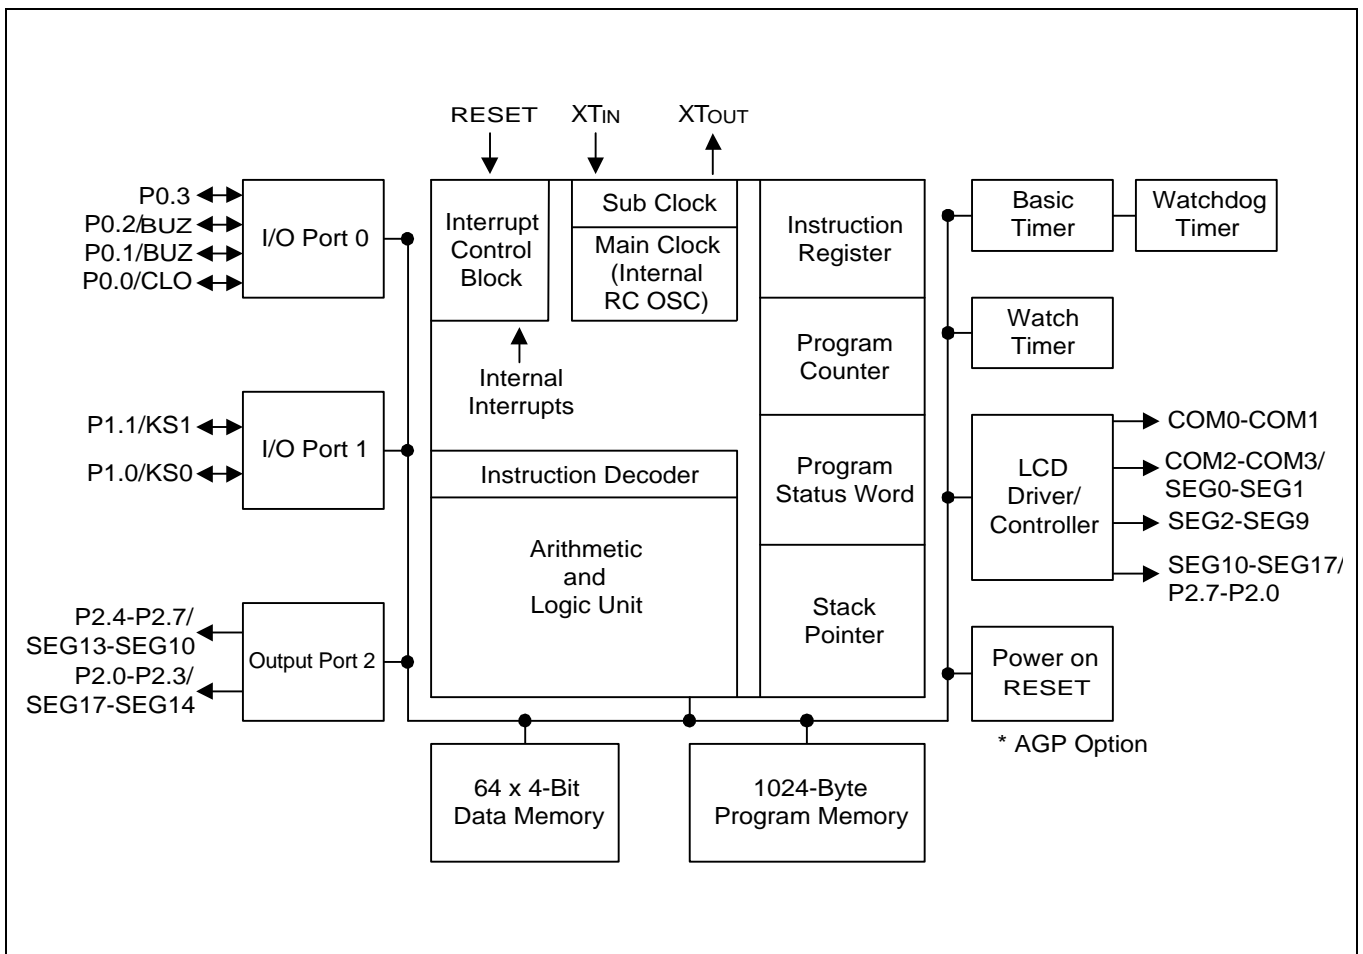 RESET
XTIN
XTOUT
P0.3
P0.2/BUZ
P0.1/BUZ
P0.0/CLO
I/O Port 0
Interrupt
Control
Block
Sub Clock
Main Clock
(Internal
RC OSC)
Instruction
Register
Basic
Timer
Watchdog
Timer
Internal
Interrupts
Program
Counter
Watch
Timer
P1.1/KS1
P1.0/KS0
I/O Port 1
Instruction Decoder
Program
Status Word
LCD
Driver/
Controller
COM0-COM1
COM2-COM3/
SEG0-SEG1
SEG2-SEG9
SEG10-SEG17/
P2.7-P2.0
Arithmetic
and
Logic Unit
Stack
Pointer
P2.4-P2.7/
SEG13-SEG10
P2.0-P2.3/
SEG17-SEG14
Output Port 2
Power on
RESET
* AGP Option
64 x 4-Bit
Data Memory
1024-Byte
Program Memory